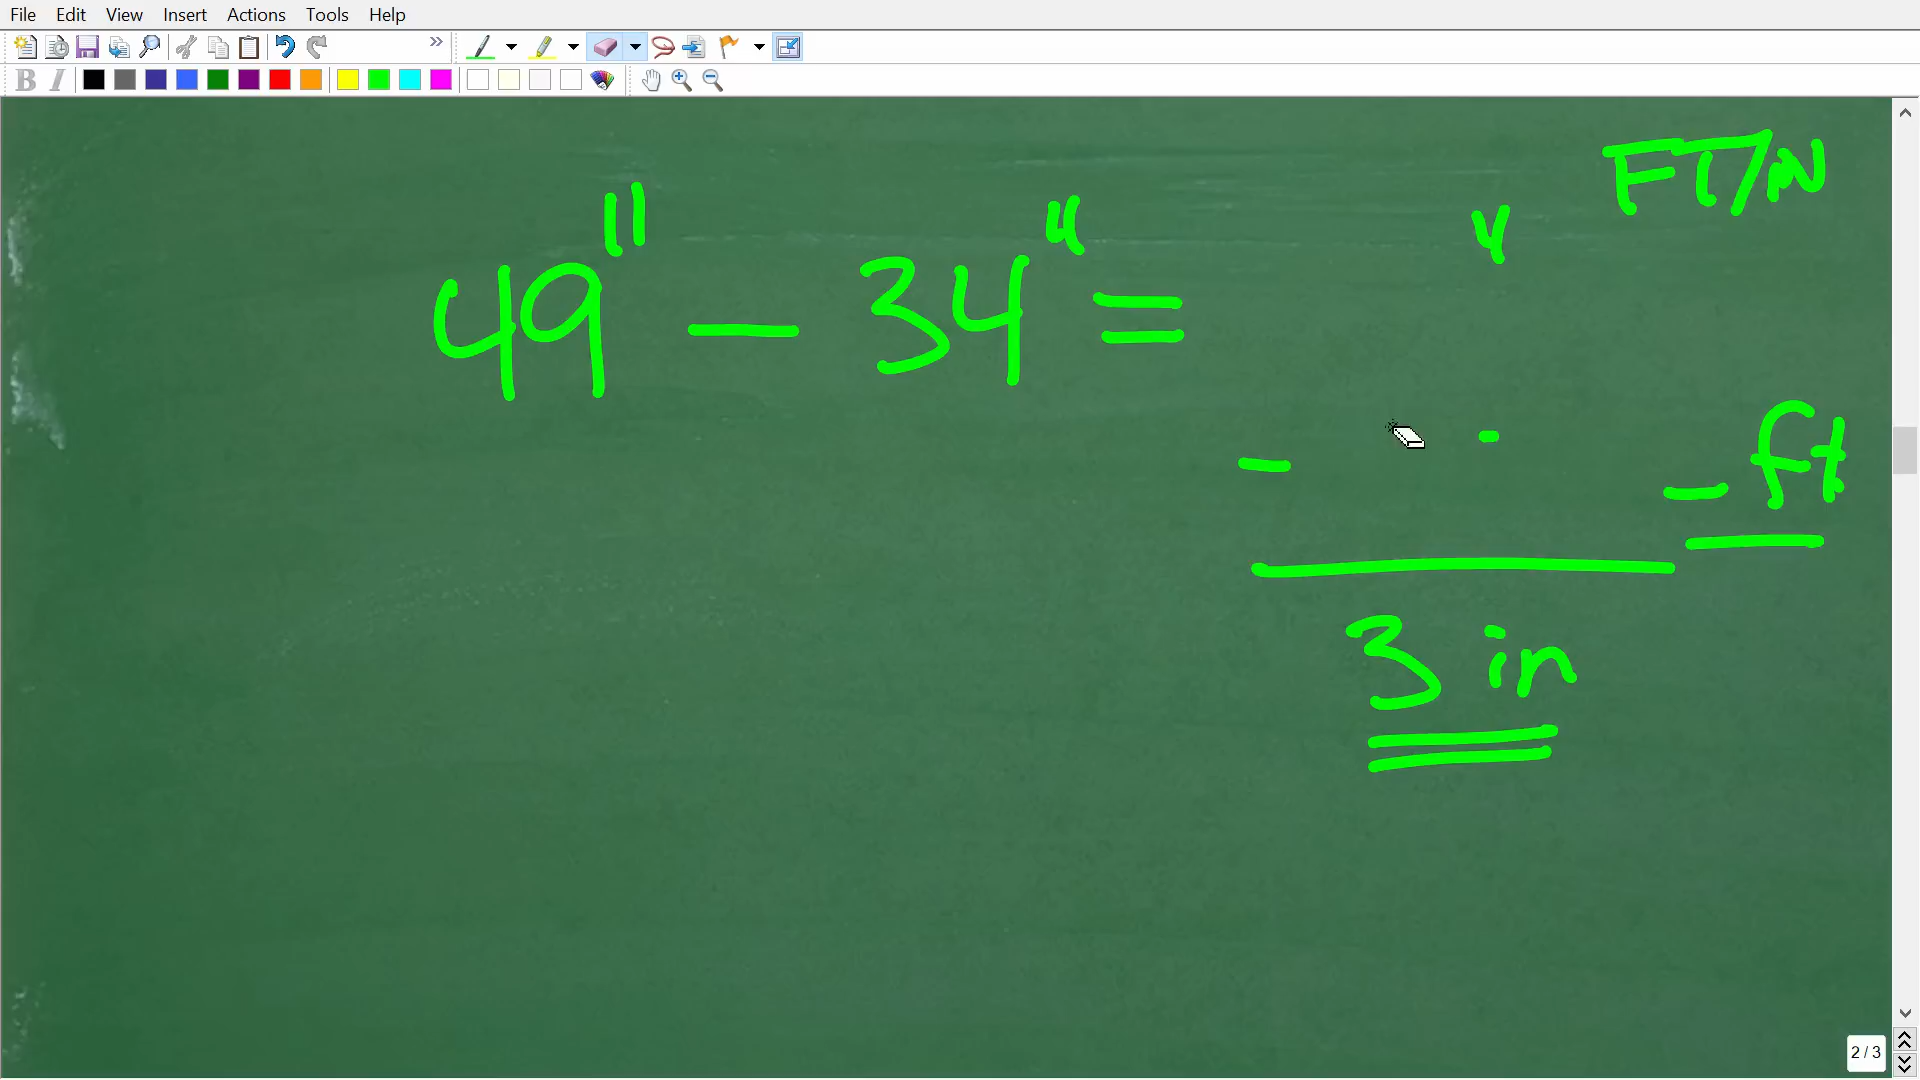 File Edit View Insert Actions Tools Help
B I
FT/IN
49" - 34" =
- - - ft
3 in
2 / 3